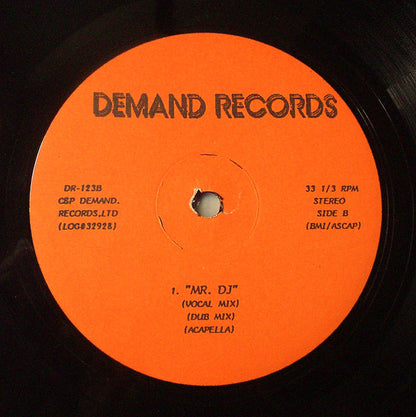 DEMAND RECORDS
DR-123B
C&P DEMAND.
RECORDS,LTD
(LOG#32928)
33 1/3 RPM
STEREO
SIDE B
(BMI/ASCAP)
1. "MR. DJ"
(VOCAL MIX)
(DUB MIX)
(ACAPELLA)